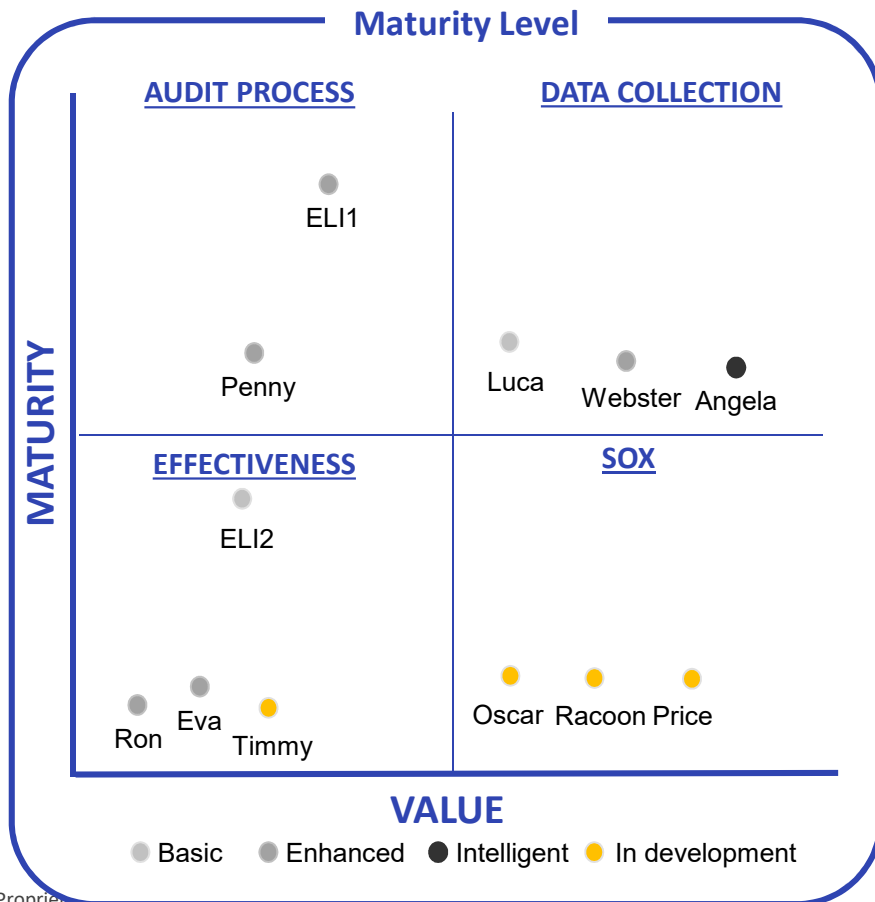 Maturity Level
AUDIT PROCESS
DATA COLLECTION
ELI1
Penny
Luca
Webster
Angela
MATURITY
EFFECTIVENESS
SOX
ELI2
Ron
Eva
Timmy
Oscar
Racoon
Price
VALUE
Basic
Enhanced
Intelligent
In development